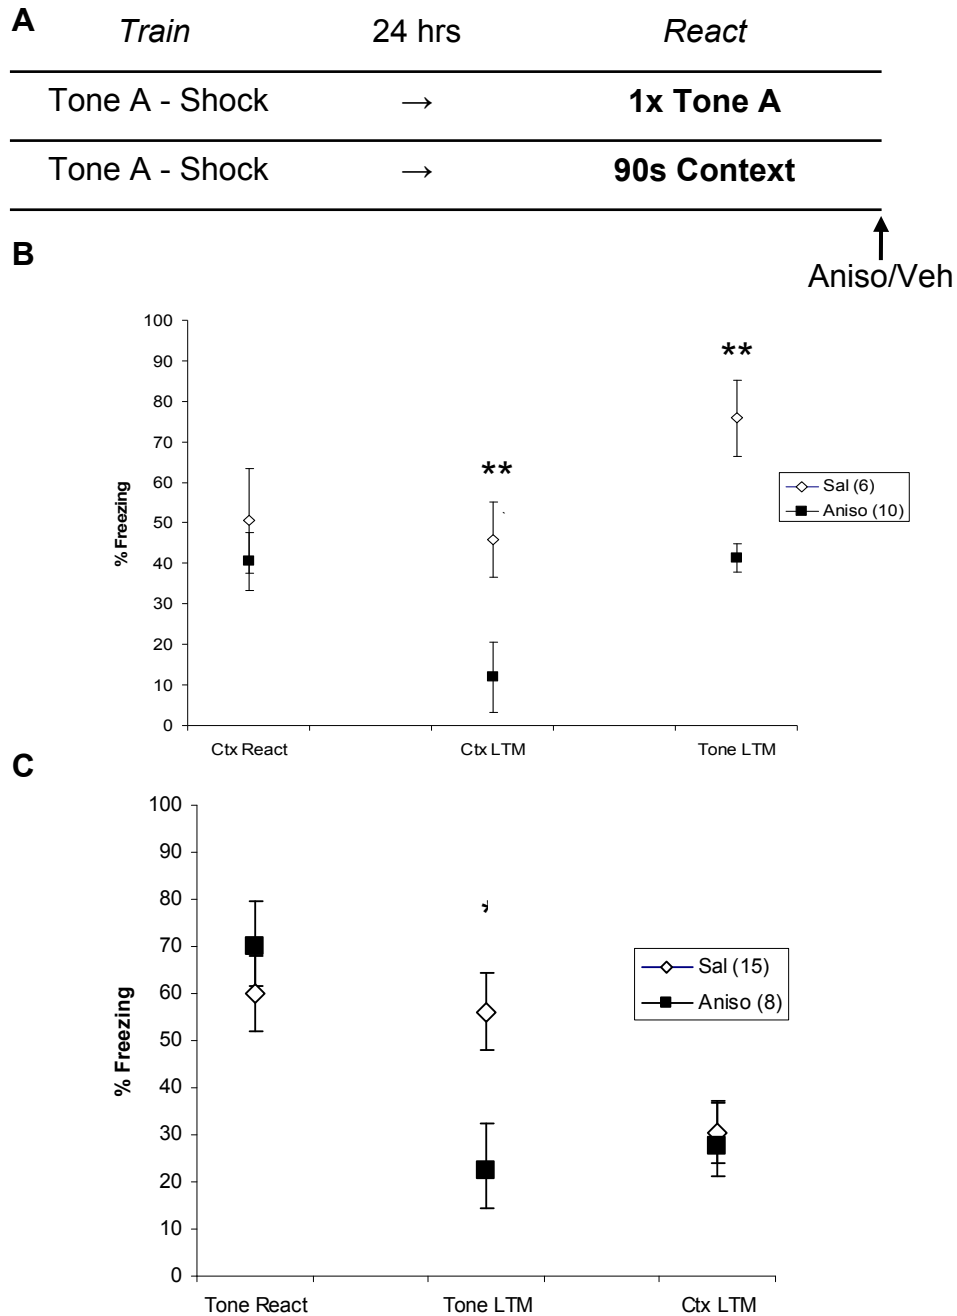 A
Train 24 hrs React
Tone A - Shock → 1x Tone A
Tone A - Shock → 90s Context
Aniso/Veh
B
100
90
80
70
60
50
40
30
20
10
0
% Freezing
**
**
Sal (6)
Aniso (10)
Ctx React Ctx LTM Tone LTM
C
100
90
80
70
60
50
40
30
20
10
0
% Freezing
*
Sal (15)
Aniso (8)
Tone React Tone LTM Ctx LTM